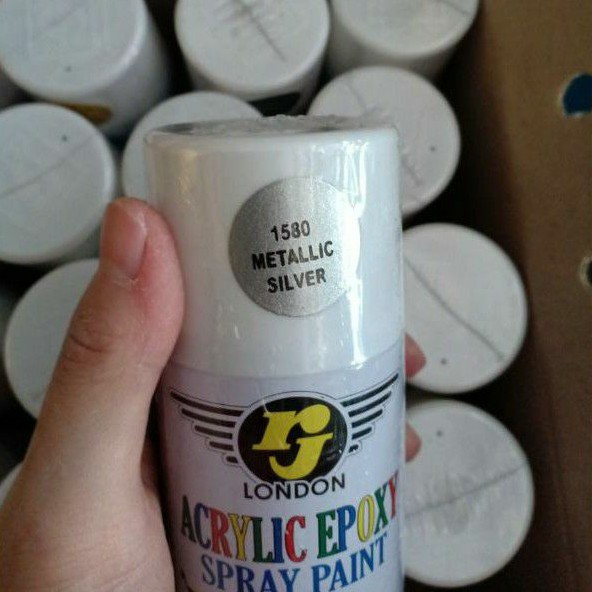 1580
METALLIC
SILVER
rj
LONDON
ACRYLIC EPOXY
SPRAY PAINT